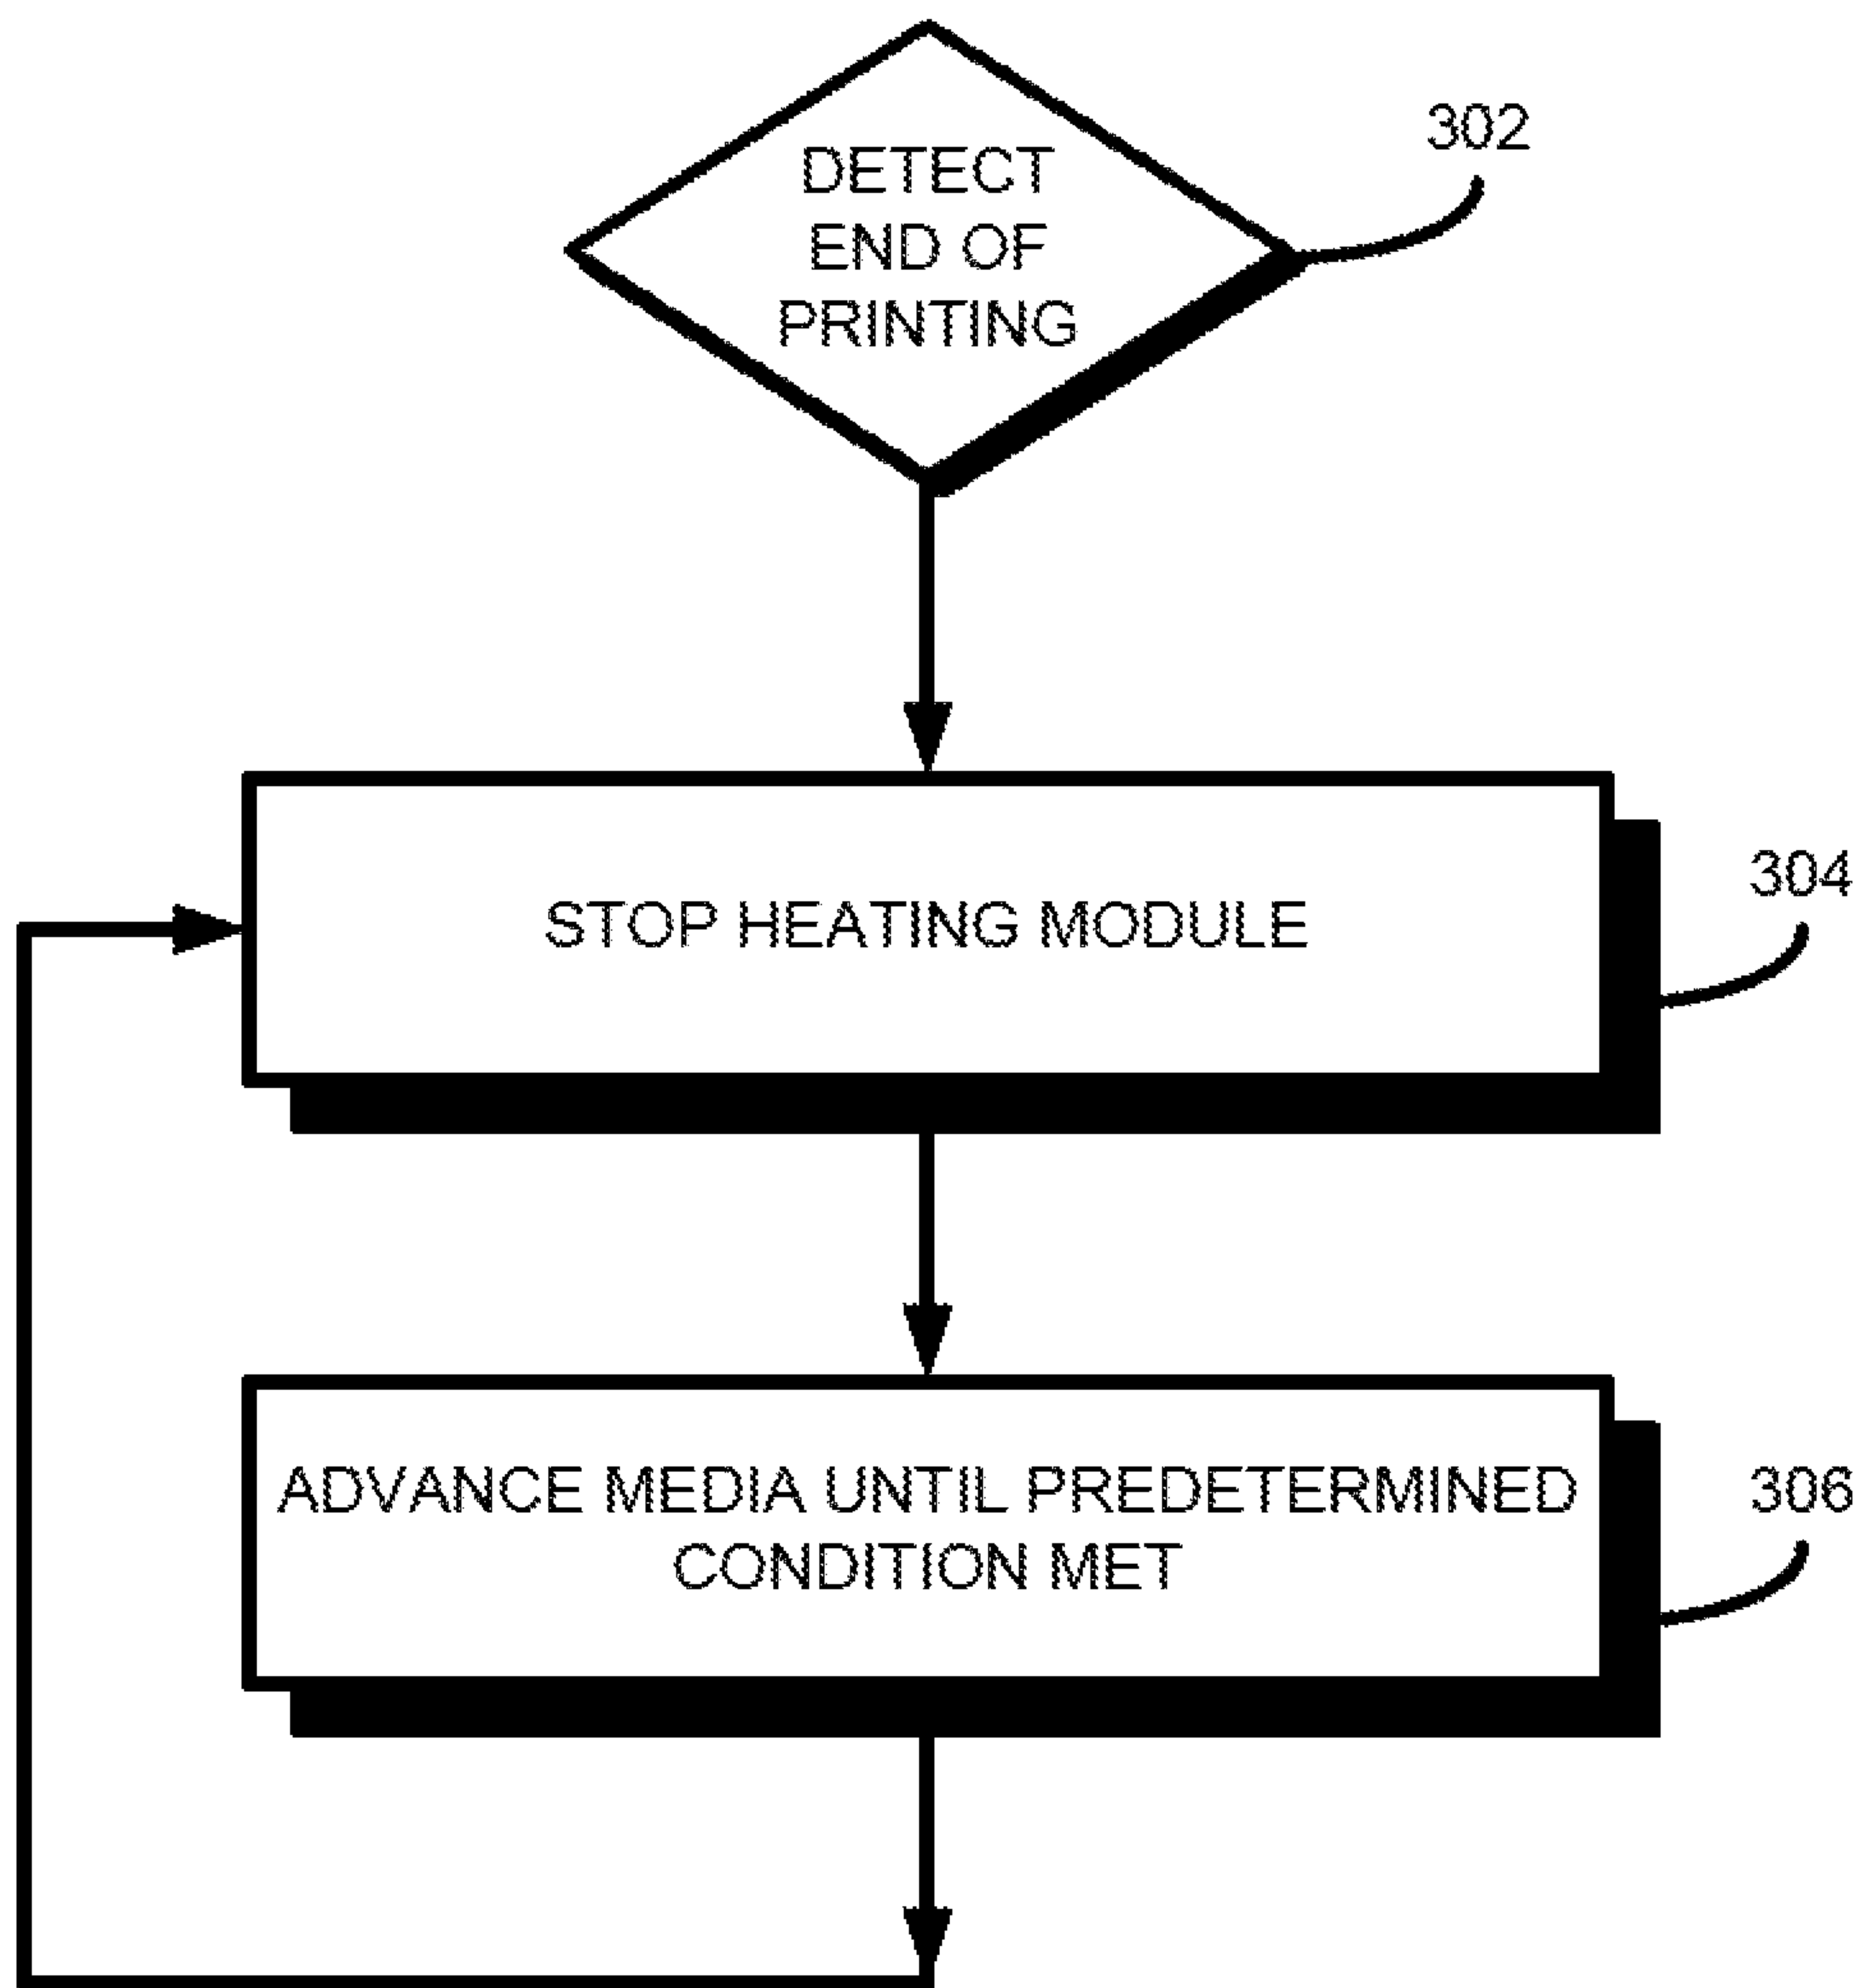 DETECT
END OF
PRINTING
302
STOP HEATING MODULE
304
ADVANCE MEDIA UNTIL PREDETERMINED
CONDITION MET
306